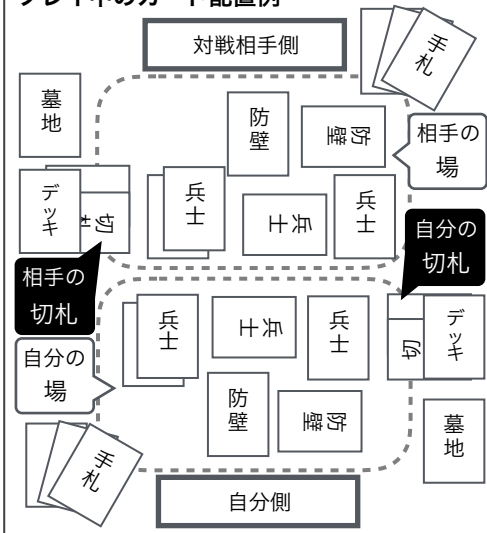 カード配置例
対戦相手側
手札
墓地
防壁
防壁
相手の
場
デッキ
切
兵士
兵士
兵士
自分の
切札
相手の
切札
兵士
兵士
兵士
切
デッキ
自分の
場
防壁
防壁
墓地
手札
自分側